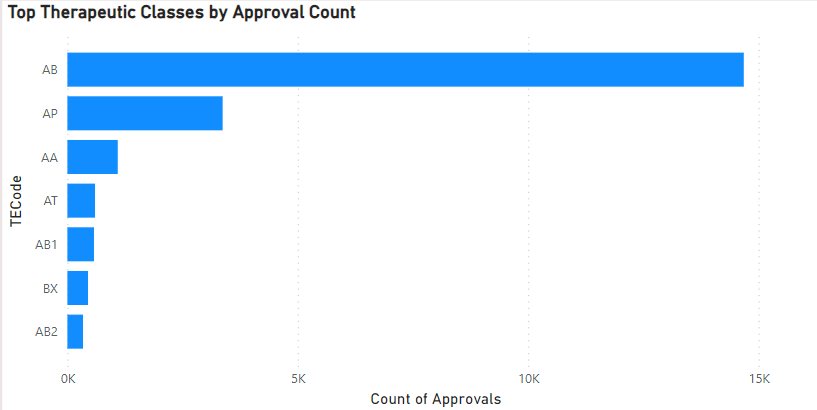 Top Therapeutic Classes by Approval Count
TECode
AB
AP
AA
AT
AB1
BX
AB2
0K 5K 10K 15K
Count of Approvals